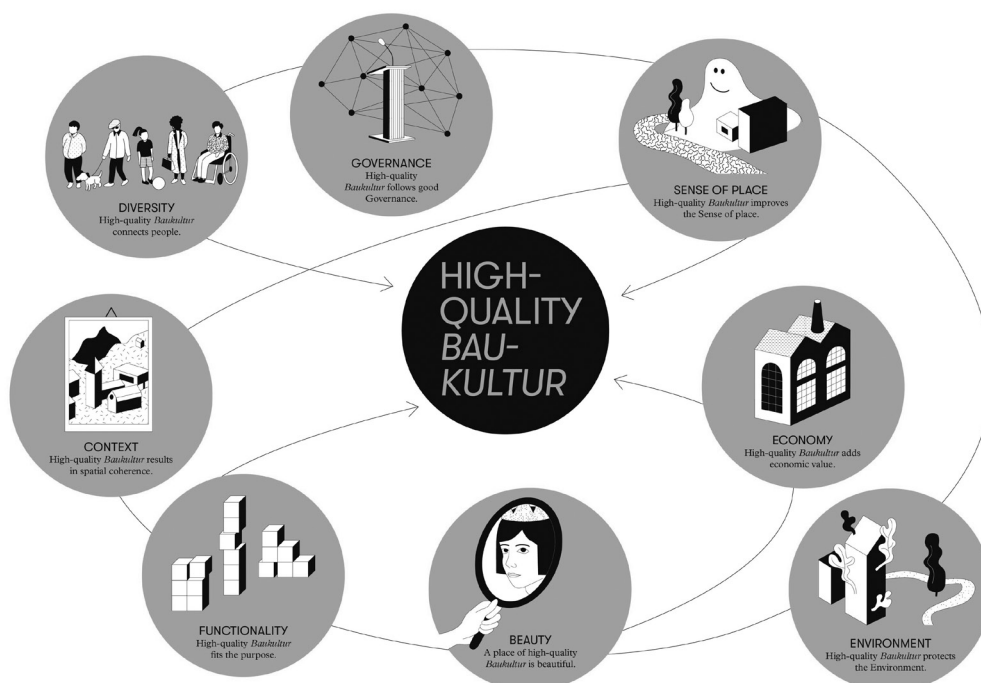 GOVERNANCE
High-quality
Baukultur follows good
Governance.
SENSE OF PLACE
High-quality Baukultur improves
the Sense of place.
DIVERSITY
High-quality Baukultur
connects people.
HIGH-
QUALITY
BAU-
KULTUR
CONTEXT
High-quality Baukultur results
in spatial coherence.
ECONOMY
High-quality Baukultur adds
economic value.
FUNCTIONALITY
High-quality Baukultur
fits the purpose.
BEAUTY
A place of high-quality
Baukultur is beautiful.
ENVIRONMENT
High-quality Baukultur protects
the Environment.